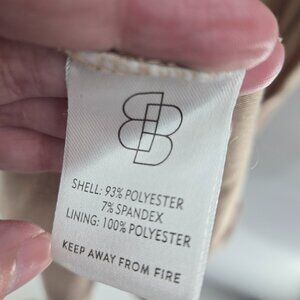 SHELL: 93% POLYESTER
7% SPANDEX
LINING: 100% POLYESTER
KEEP AWAY FROM FIRE